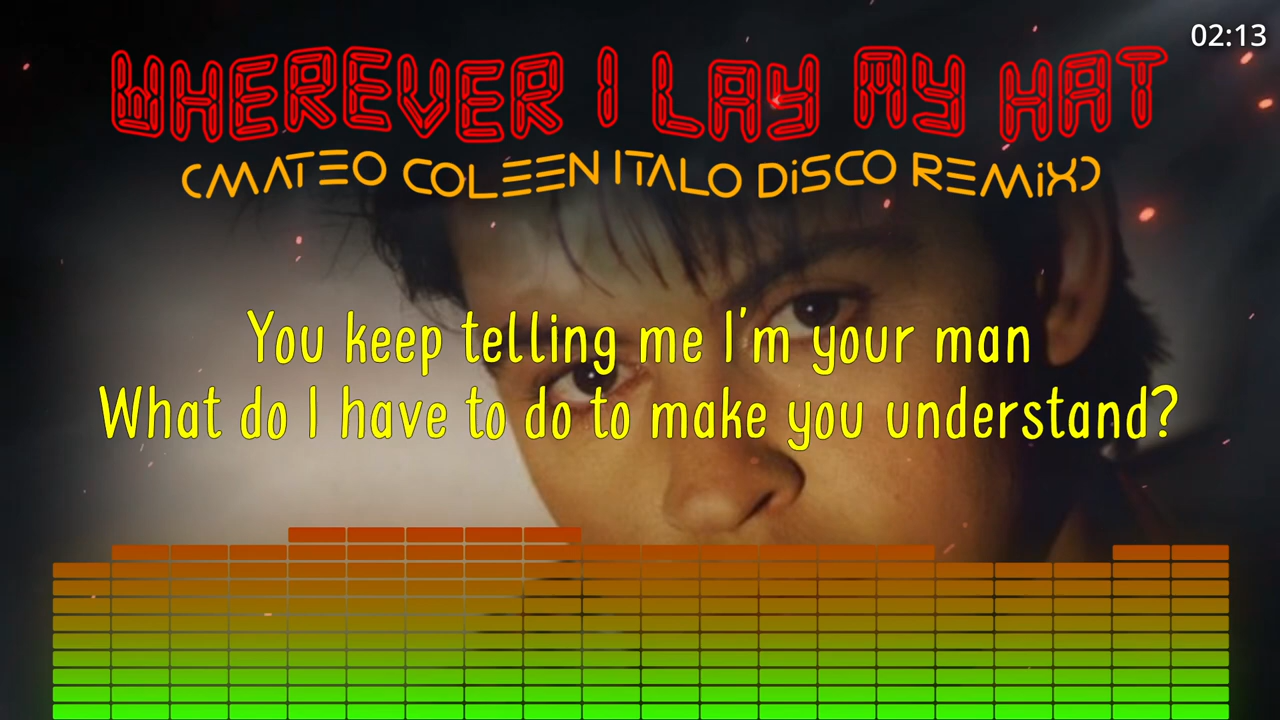 02:13
WHEREVER I LAY MY HAT
(MATEO COLEEN ITALO DiSCO REMiX)
You keep telling me I'm your man
What do I have to do to make you understand?